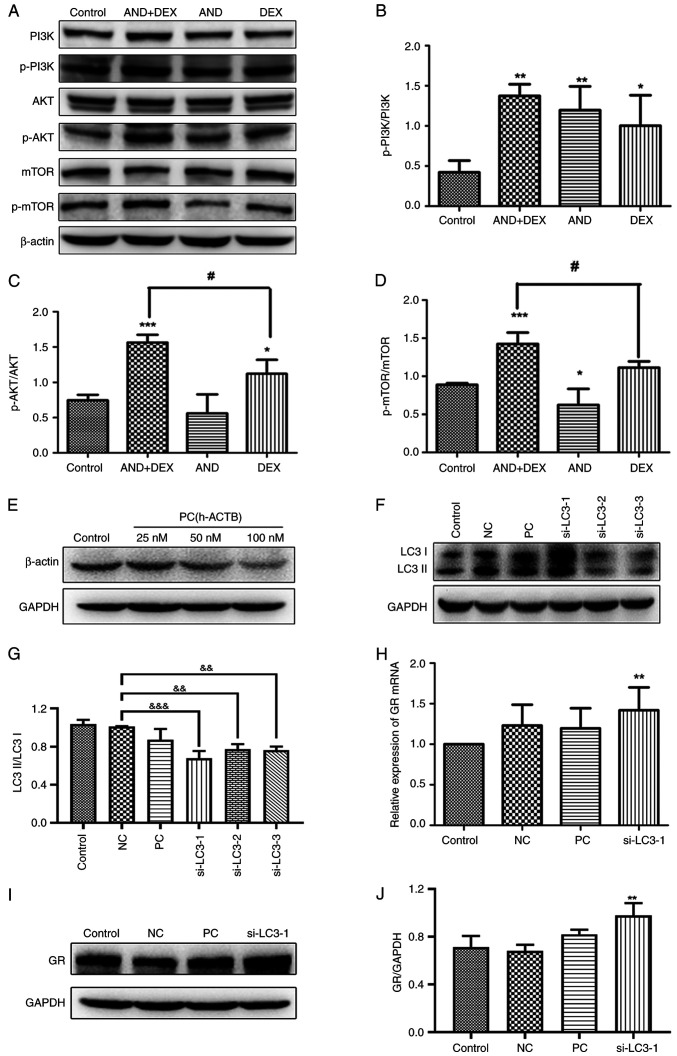 A
Control AND+DEX AND DEX
PI3K
p-PI3K
AKT
p-AKT
mTOR
p-mTOR
β-actin
B
p-PI3K/PI3K
2.0
1.5
1.0
0.5
0.0
** ** *
Control AND+DEX AND DEX
C
p-AKT/AKT
2.0
1.5
1.0
0.5
0.0
#
*** *
Control AND+DEX AND DEX
D
p-mTOR/mTOR
2.0
1.5
1.0
0.5
0.0
#
*** *
Control AND+DEX AND DEX
E
PC(h-ACTB)
Control 25 nM 50 nM 100 nM
β-actin
GAPDH
F
Control NC PC si-LC3-1 si-LC3-2 si-LC3-3
LC3 I
LC3 II
GAPDH
G
LC3 II/LC3 I
1.2
0.8
0.4
0.0
&&
&&
&&&
Control NC PC si-LC3-1 si-LC3-2 si-LC3-3
H
Relative expression of GR mRNA
2.0
1.5
1.0
0.5
0.0
**
Control NC PC si-LC3-1
I
Control NC PC si-LC3-1
GR
GAPDH
J
GR/GAPDH
1.2
0.8
0.4
0.0
**
Control NC PC si-LC3-1